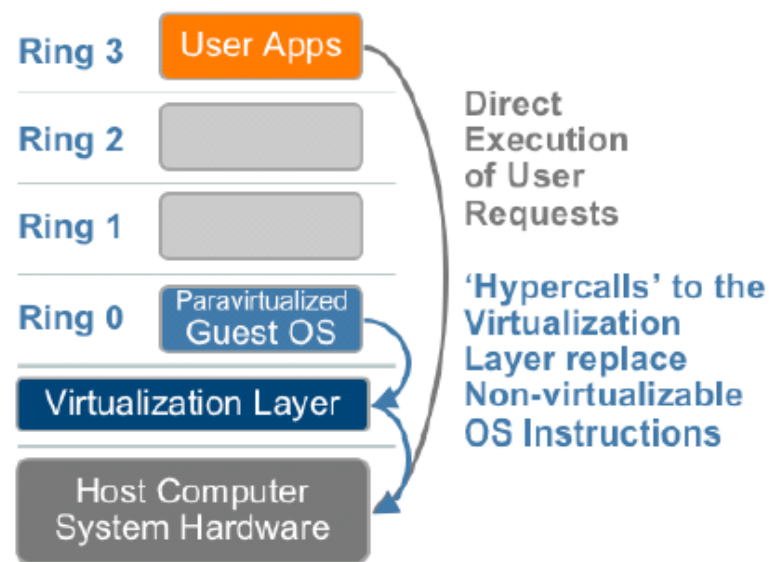 Ring 3
User Apps
Ring 2
Ring 1
Ring 0
Paravirtualized
Guest OS
Virtualization Layer
Host Computer
System Hardware
Direct
Execution
of User
Requests
‘Hypercalls’ to the
Virtualization
Layer replace
Non-virtualizable
OS Instructions